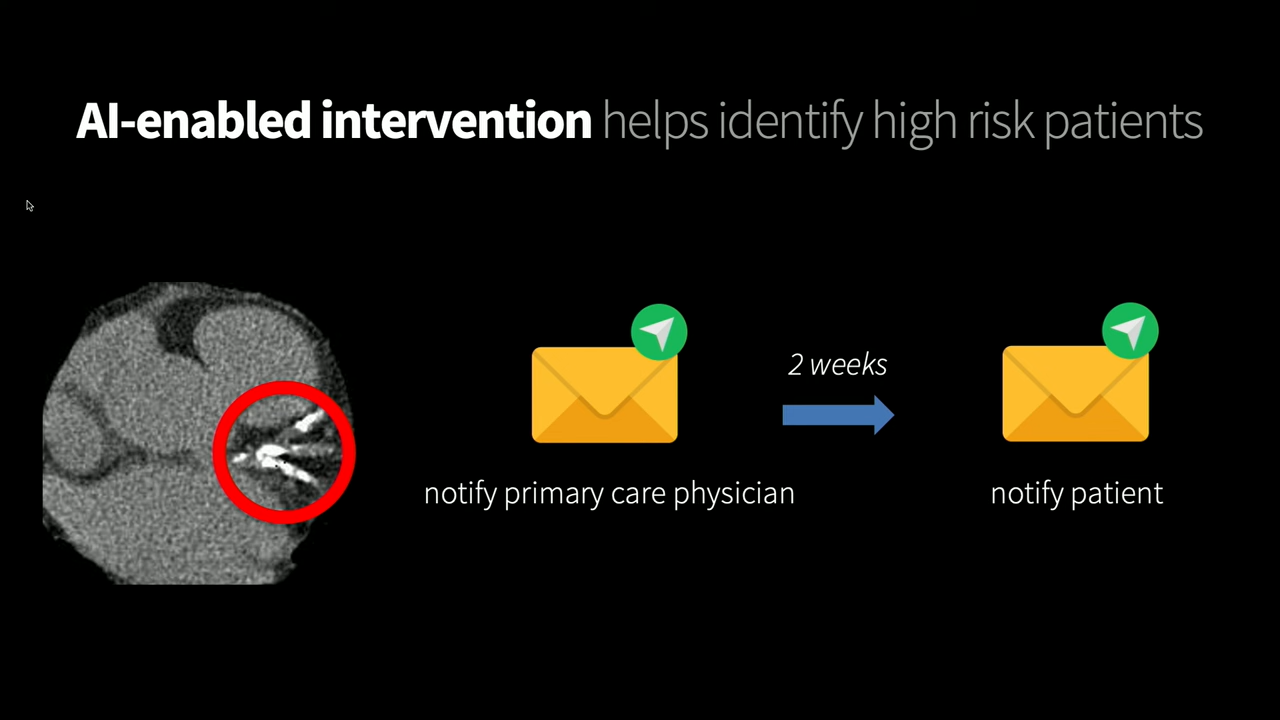 AI-enabled intervention helps identify high risk patients
2 weeks
notify primary care physician
notify patient